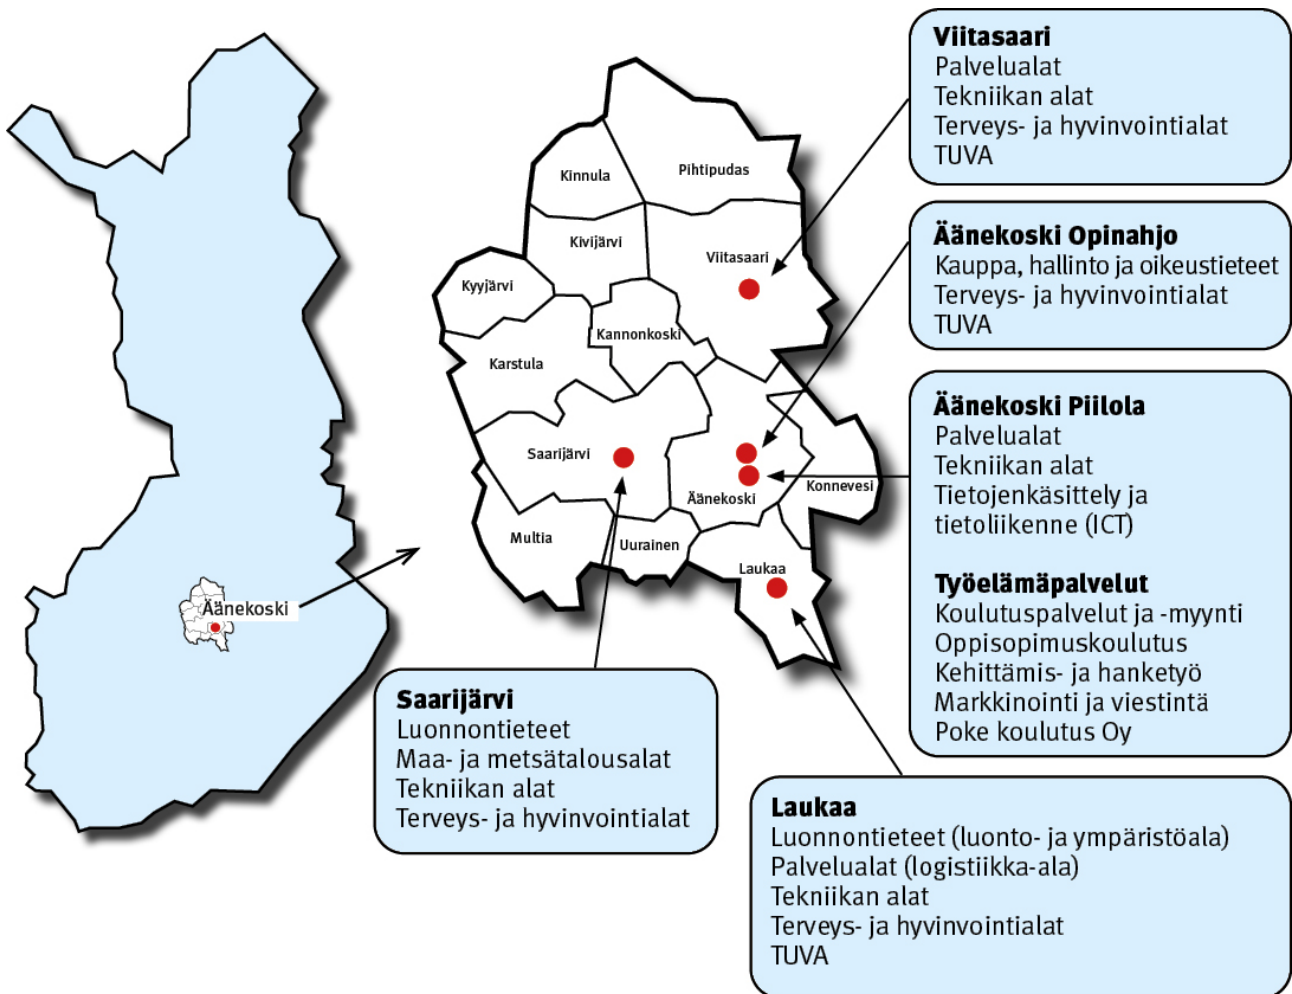 Viitasaari
Palvelualat
Tekniikan alat
Terveys- ja hyvinvointialat
TUVA
Äänekoski Opinahjo
Kauppa, hallinto ja oikeustieteet
Terveys- ja hyvinvointialat
TUVA
Äänekoski Piilola
Palvelualat
Tekniikan alat
Tietojenkäsittely ja
tietoliikenne (ICT)
Työelämäpalvelut
Koulutuspalvelut ja -myynti
Oppisopimuskoulutus
Kehittämis- ja hanketyö
Markkinointi ja viestintä
Poke koulutus Oy
Kinnula
Pihtipudas
Kivijärvi
Viitasaari
Kyyjärvi
Kannonkoski
Karstula
Saarijärvi
Äänekoski
Konnevesi
Multia
Uurainen
Laukaa
Äänekoski
Saarijärvi
Luonnontieteet
Maa- ja metsätalousalat
Tekniikan alat
Terveys- ja hyvinvointialat
Laukaa
Luonnontieteet (luonto- ja ympäristöala)
Palvelualat (logistiikka-ala)
Tekniikan alat
Terveys- ja hyvinvointialat
TUVA